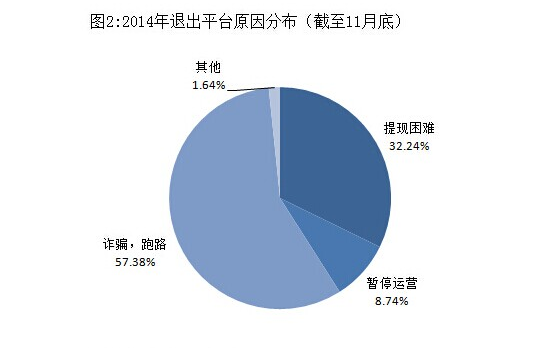 图2:2014年退出平台原因分布（截至11月底）
其他
1.64%
提现困难
32.24%
诈骗，跑路
57.38%
暂停运营
8.74%